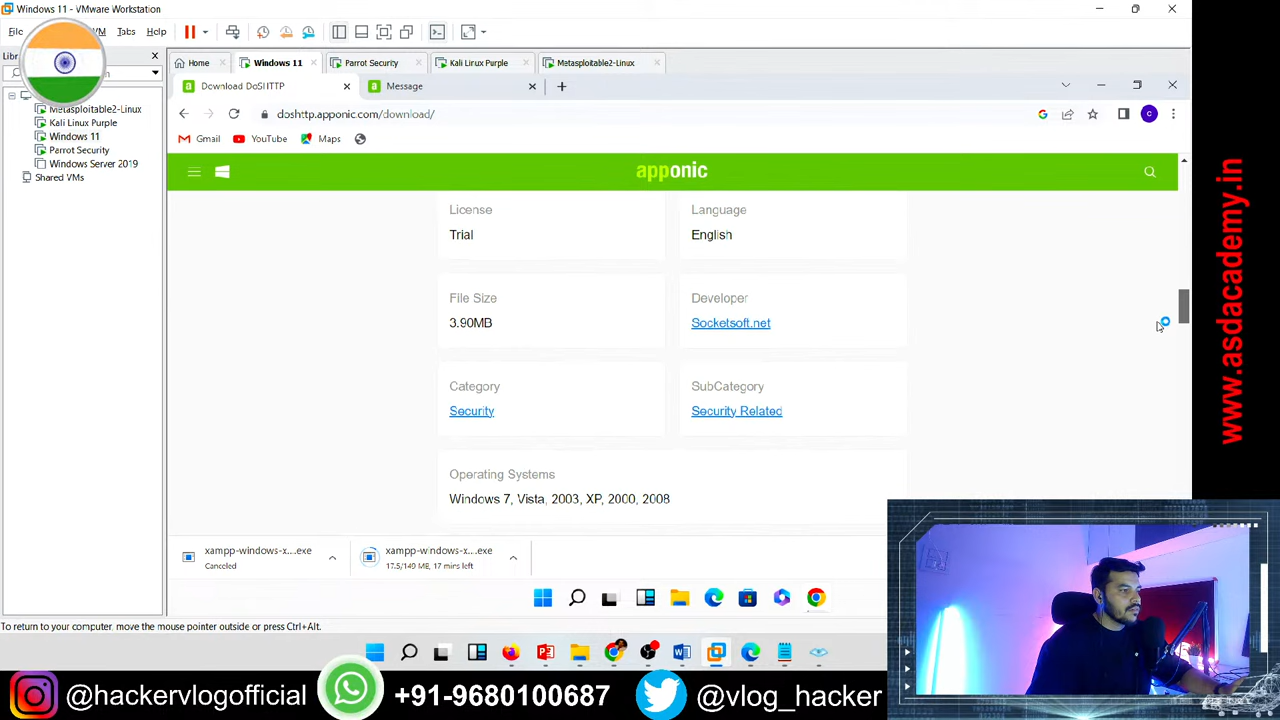 Windows 11 - VMware Workstation
File
VM
Tabs
Help
Home
Windows 11
Parrot Security
Kali Linux Purple
Metasploitable2-Linux
Metasploitable2-Linux
Kali Linux Purple
Windows 11
Parrot Security
Windows Server 2019
Shared VMs
Download DoSHTTP
Message
doshttp.apponic.com/download/
C
Gmail
YouTube
Maps
apponic
License
Trial
Language
English
File Size
3.90MB
Developer
Socketsoft.net
Category
Security
SubCategory
Security Related
Operating Systems
Windows 7, Vista, 2003, XP, 2000, 2008
xampp-windows-x....exe
Canceled
xampp-windows-x....exe
17.5/149 MB, 17 mins left
To return to your computer, move the mouse pointer outside or press Ctrl+Alt.
www.asdacademy.in
@hackervlogofficial
+91-9680100687
@vlog_hacker